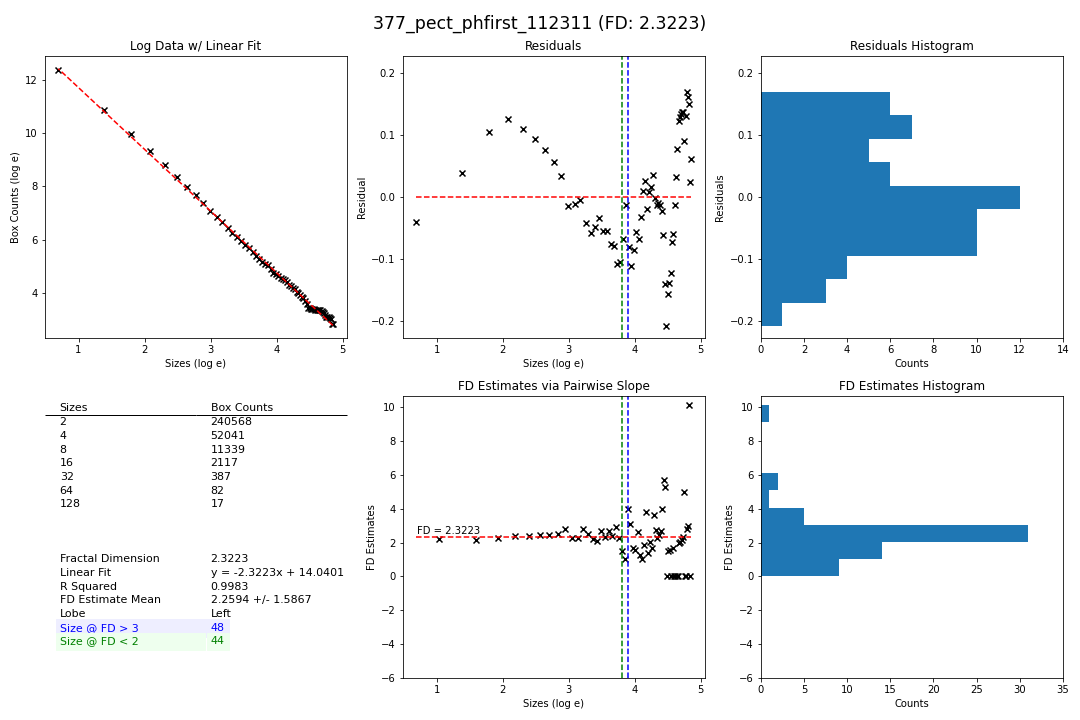 377_pect_phfirst_112311 (FD: 2.3223)
Log Data w/ Linear Fit
Box Counts (log e)
12
10
8
6
4
1 2 3 4 5
Sizes (log e)
Residuals
Residual
0.2
0.1
0.0
−0.1
−0.2
1 2 3 4 5
Sizes (log e)
Residuals Histogram
Residuals
0.2
0.1
0.0
−0.1
−0.2
0 2 4 6 8 10 12 14
Counts
Sizes Box Counts
2 240568
4 52041
8 11339
16 2117
32 387
64 82
128 17
Fractal Dimension 2.3223
Linear Fit y = -2.3223x + 14.0401
R Squared 0.9983
FD Estimate Mean 2.2594 +/- 1.5867
Lobe Left
Size @ FD > 3 48
Size @ FD < 2 44
FD Estimates via Pairwise Slope
FD Estimates
10
8
6
4
2
0
−2
−4
−6
FD = 2.3223
1 2 3 4 5
Sizes (log e)
FD Estimates Histogram
FD Estimates
10
8
6
4
2
0
−2
−4
−6
0 5 10 15 20 25 30 35
Counts